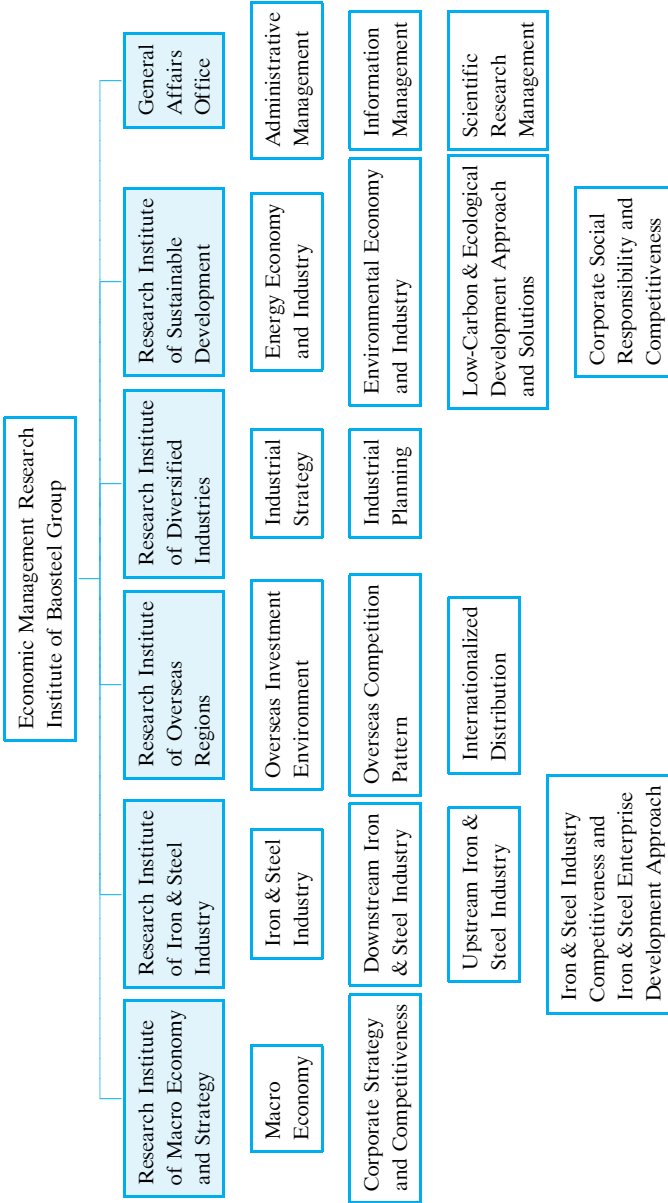 Economic Management Research
Institute of Baosteel Group
Research Institute
of Macro Economy
and Strategy
Macro
Economy
Corporate Strategy
and Competitiveness
Research Institute
of Iron & Steel
Industry
Iron & Steel
Industry
Downstream Iron
& Steel Industry
Upstream Iron &
Steel Industry
Iron & Steel Industry
Competitiveness and
Iron & Steel Enterprise
Development Approach
Research Institute
of Overseas
Regions
Overseas Investment
Environment
Overseas Competition
Pattern
Internationalized
Distribution
Research Institute
of Diversified
Industries
Industrial
Strategy
Industrial
Planning
Research Institute
of Sustainable
Development
Energy Economy
and Industry
Environmental Economy
and Industry
Low-Carbon & Ecological
Development Approach
and Solutions
Corporate Social
Responsibility and
Competitiveness
General
Affairs
Office
Administrative
Management
Information
Management
Scientific
Research
Management